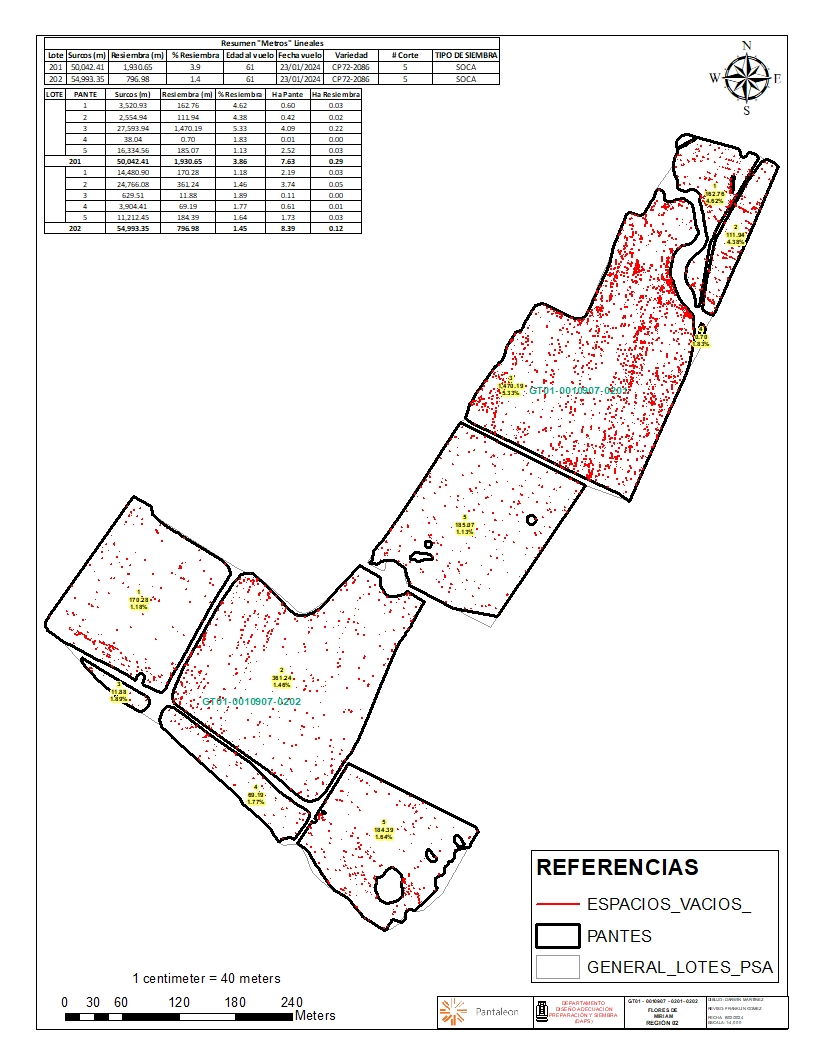 Resumen "Metros" Lineales
Lote Surcos (m) Resiembra (m) % Resiembra Edad al vuelo Fecha vuelo Variedad # Corte TIPO DE SIEMBRA
201 50,042.41 1,930.65 3.9 61 23/01/2024 CP72-2086 5 SOCA
202 54,993.35 796.98 1.4 61 23/01/2024 CP72-2086 5 SOCA
LOTE PANTE Surcos (m) Resiembra (m) % Resiembra Ha Pante Ha Resiembra
1 3,520.93 162.76 4.62 0.60 0.03
2 2,554.94 111.94 4.38 0.42 0.02
3 27,593.94 1,470.19 5.33 4.09 0.22
4 38.04 0.70 1.83 0.01 0.00
5 16,334.56 185.07 1.13 2.52 0.03
201 50,042.41 1,930.65 3.86 7.63 0.29
1 14,480.90 170.28 1.18 2.19 0.03
2 24,766.08 361.24 1.46 3.74 0.05
3 629.51 11.88 1.89 0.11 0.00
4 3,904.41 69.19 1.77 0.61 0.01
5 11,212.45 184.39 1.64 1.73 0.03
202 54,993.35 796.98 1.45 8.39 0.12
N
W E
S
1
162.76
4.62%
2
111.94
4.38%
4
0.70
1.83%
3
1,470.19
5.33%
GT01-0010907-0201
5
185.07
1.13%
1
170.28
1.18%
2
361.24
1.46%
3
11.88
1.89%
GT01-0010907-0202
4
69.19
1.77%
5
184.39
1.64%
REFERENCIAS
ESPACIOS_VACIOS_
PANTES
GENERAL_LOTES_PSA
1 centimeter = 40 meters
0 30 60 120 180 240
Meters
Pantaleon
DEPARTAMENTO
DISEÑO ADECUACIÓN
PREPARACIÓN Y SIEMBRA
(DAPS)
GT01 - 0010907 - 0201-0202
FLORES DE
MIRIAM
REGIÓN 02
DIBUJO: DARWIN MARTINEZ
REVISO: FRANKLIN GOMEZ
ESCALA: 1:4,000